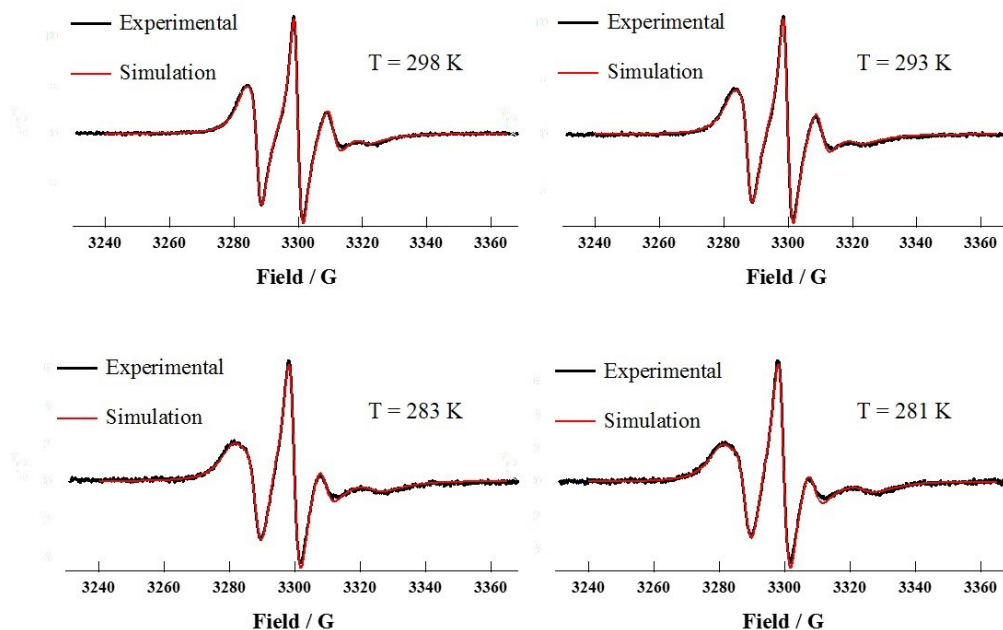 Experimental
Simulation
T = 298 K
3240 3260 3280 3300 3320 3340 3360
Field / G
Experimental
Simulation
T = 293 K
3240 3260 3280 3300 3320 3340 3360
Field / G
Experimental
Simulation
T = 283 K
3240 3260 3280 3300 3320 3340 3360
Field / G
Experimental
Simulation
T = 281 K
3240 3260 3280 3300 3320 3340 3360
Field / G